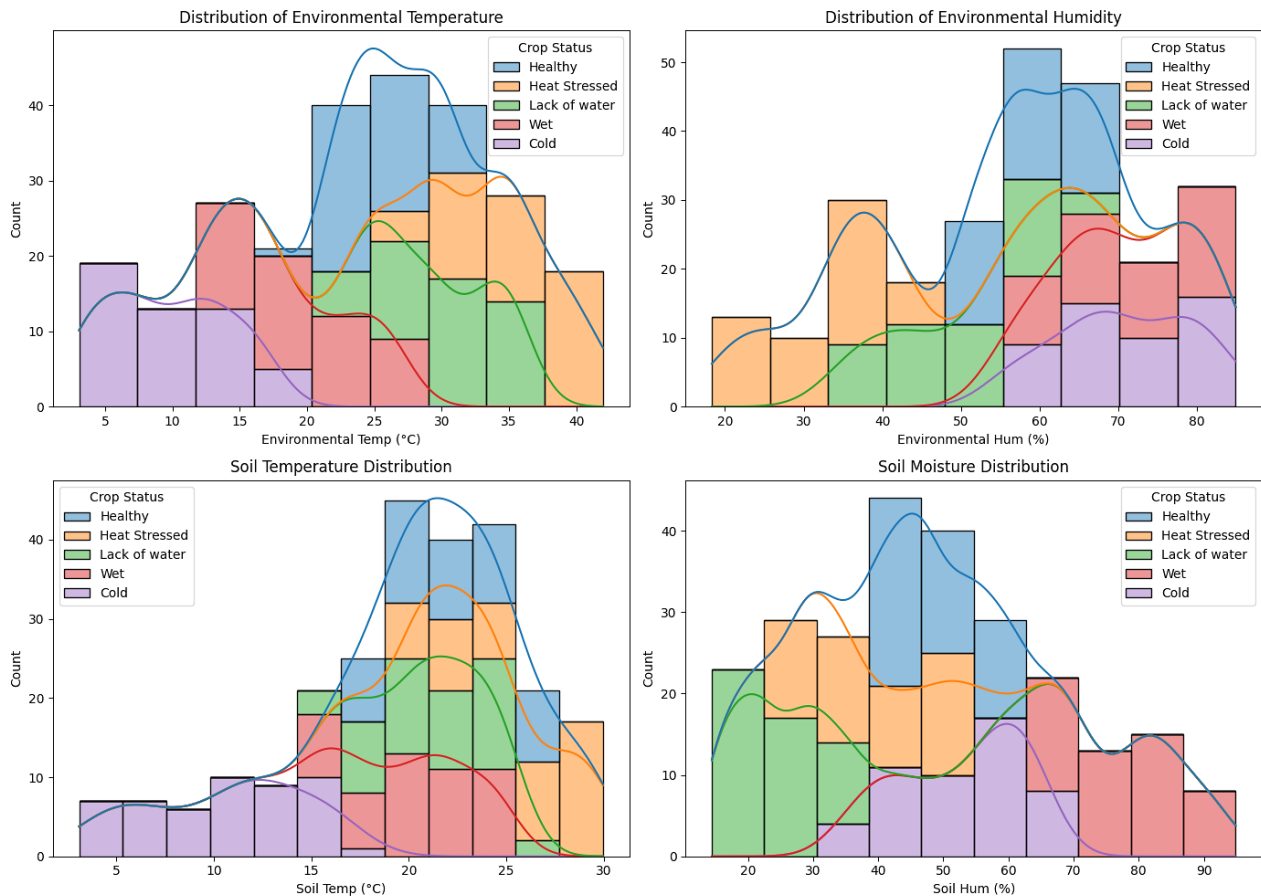 Distribution of Environmental Temperature
Count
40
30
20
10
0
5 10 15 20 25 30 35 40
Environmental Temp (°C)
Crop Status
Healthy
Heat Stressed
Lack of water
Wet
Cold
Distribution of Environmental Humidity
Count
50
40
30
20
10
0
20 30 40 50 60 70 80
Environmental Hum (%)
Crop Status
Healthy
Heat Stressed
Lack of water
Wet
Cold
Soil Temperature Distribution
Count
40
30
20
10
0
5 10 15 20 25 30
Soil Temp (°C)
Crop Status
Healthy
Heat Stressed
Lack of water
Wet
Cold
Soil Moisture Distribution
Count
40
30
20
10
0
20 30 40 50 60 70 80 90
Soil Hum (%)
Crop Status
Healthy
Heat Stressed
Lack of water
Wet
Cold